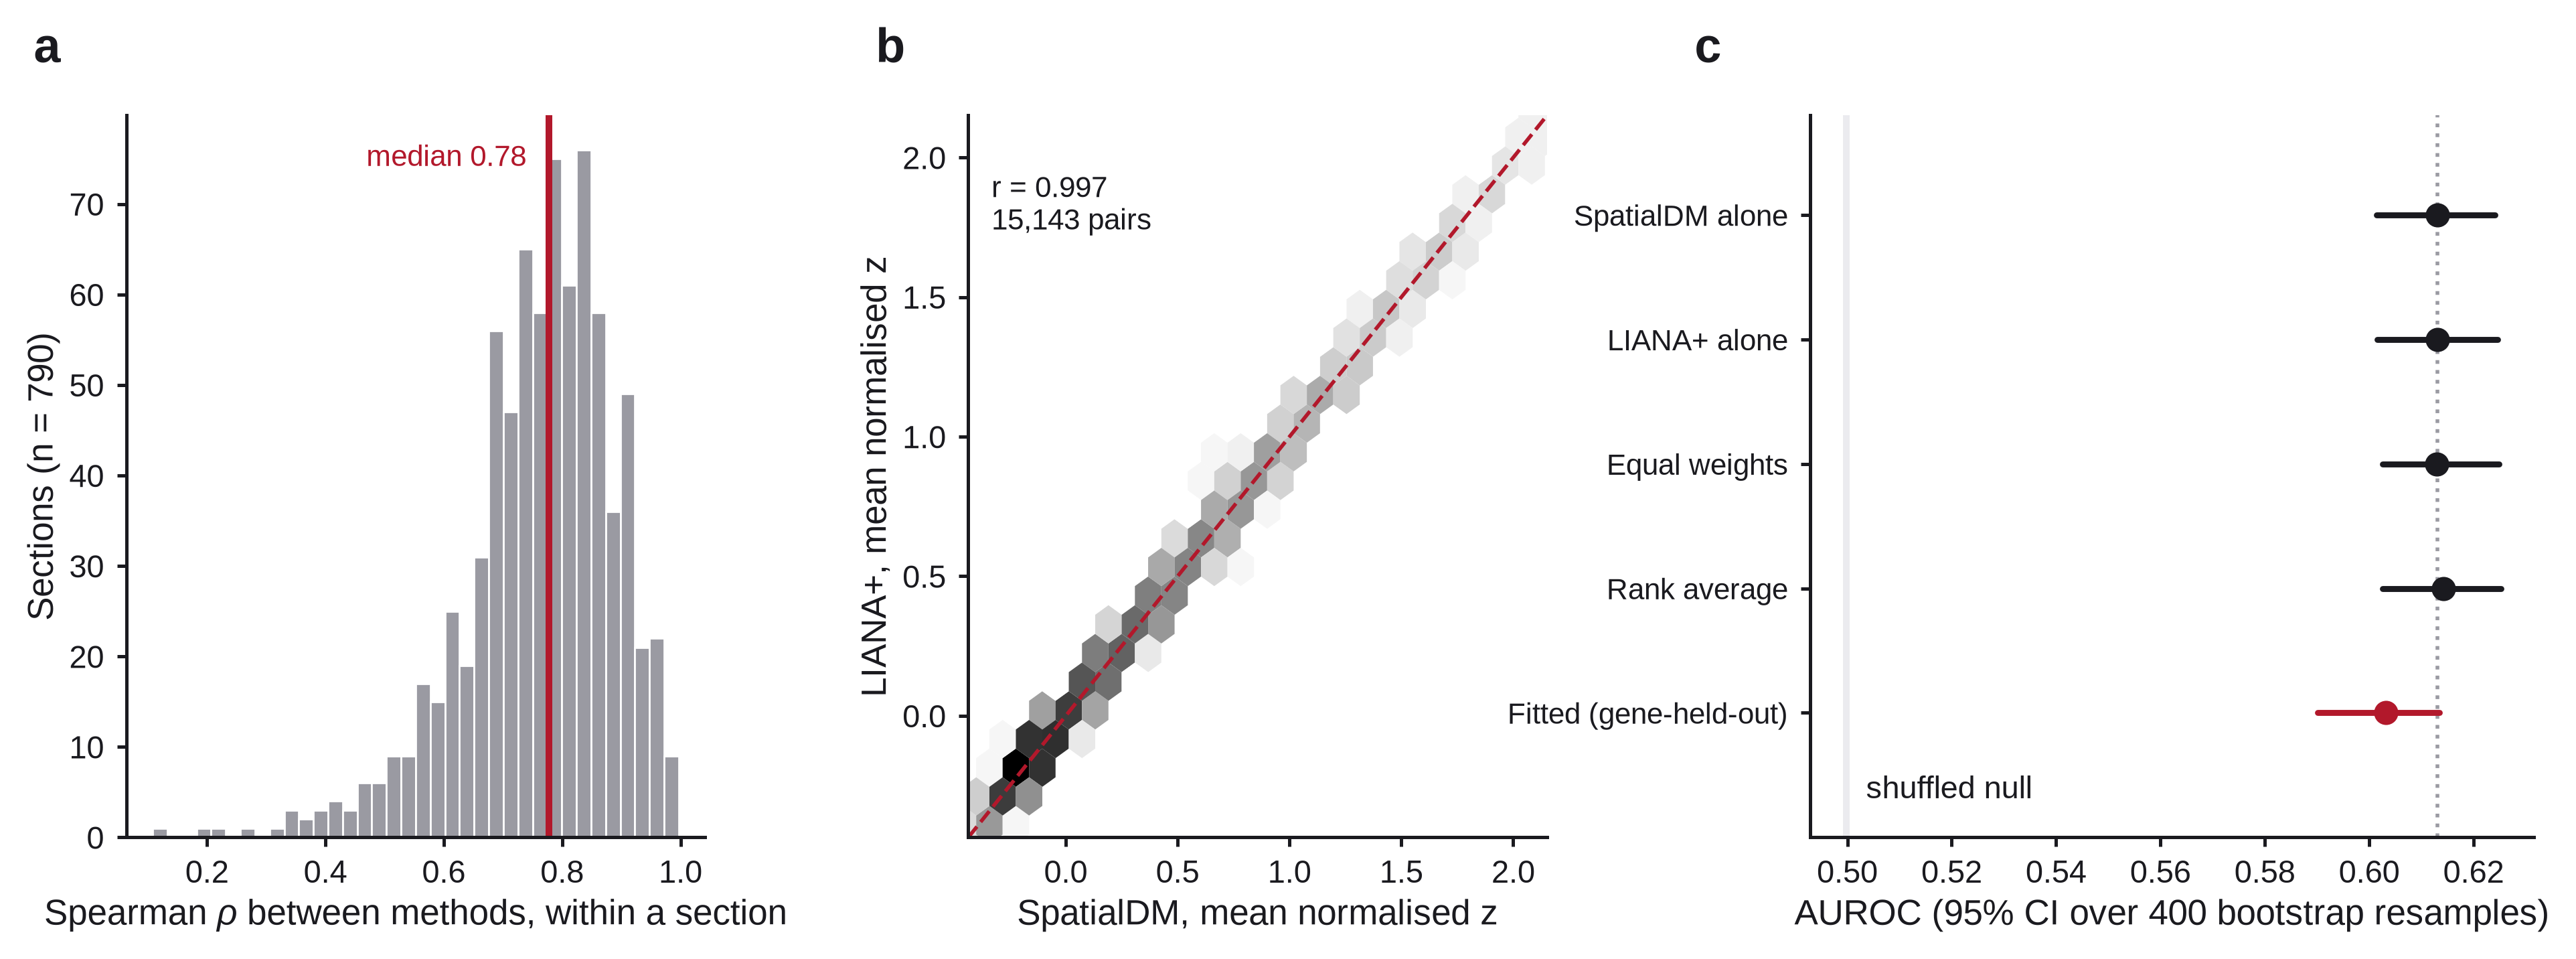 a
median 0.78
Sections (n = 790)
70
60
50
40
30
20
10
0
0.2
0.4
0.6
0.8
1.0
Spearman ρ between methods, within a section
b
r = 0.997
15,143 pairs
LIANA+, mean normalised z
2.0
1.5
1.0
0.5
0.0
0.0
0.5
1.0
1.5
2.0
SpatialDM, mean normalised z
c
SpatialDM alone
LIANA+ alone
Equal weights
Rank average
Fitted (gene-held-out)
shuffled null
0.50
0.52
0.54
0.56
0.58
0.60
0.62
AUROC (95% CI over 400 bootstrap resamples)